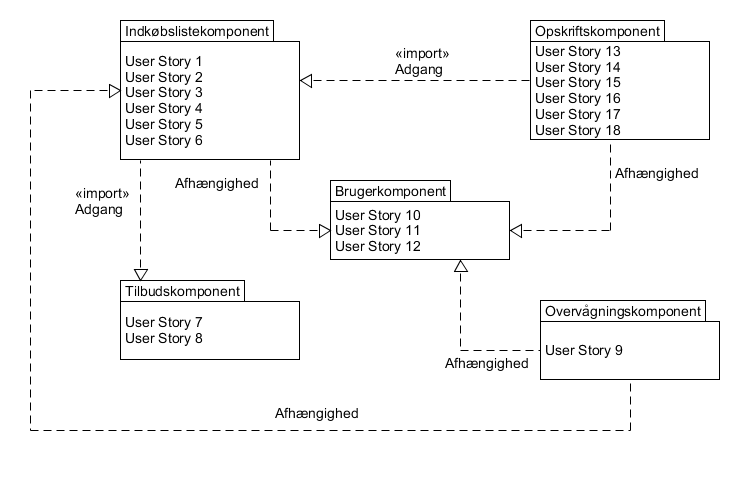 Indkøbslistekomponent
User Story 1
User Story 2
User Story 3
User Story 4
User Story 5
User Story 6
«import»
Adgang
Opskriftskomponent
User Story 13
User Story 14
User Story 15
User Story 16
User Story 17
User Story 18
«import»
Adgang
Afhængighed
Afhængighed
Brugerkomponent
User Story 10
User Story 11
User Story 12
Tilbudskomponent
User Story 7
User Story 8
Overvågningskomponent
User Story 9
Afhængighed
Afhængighed